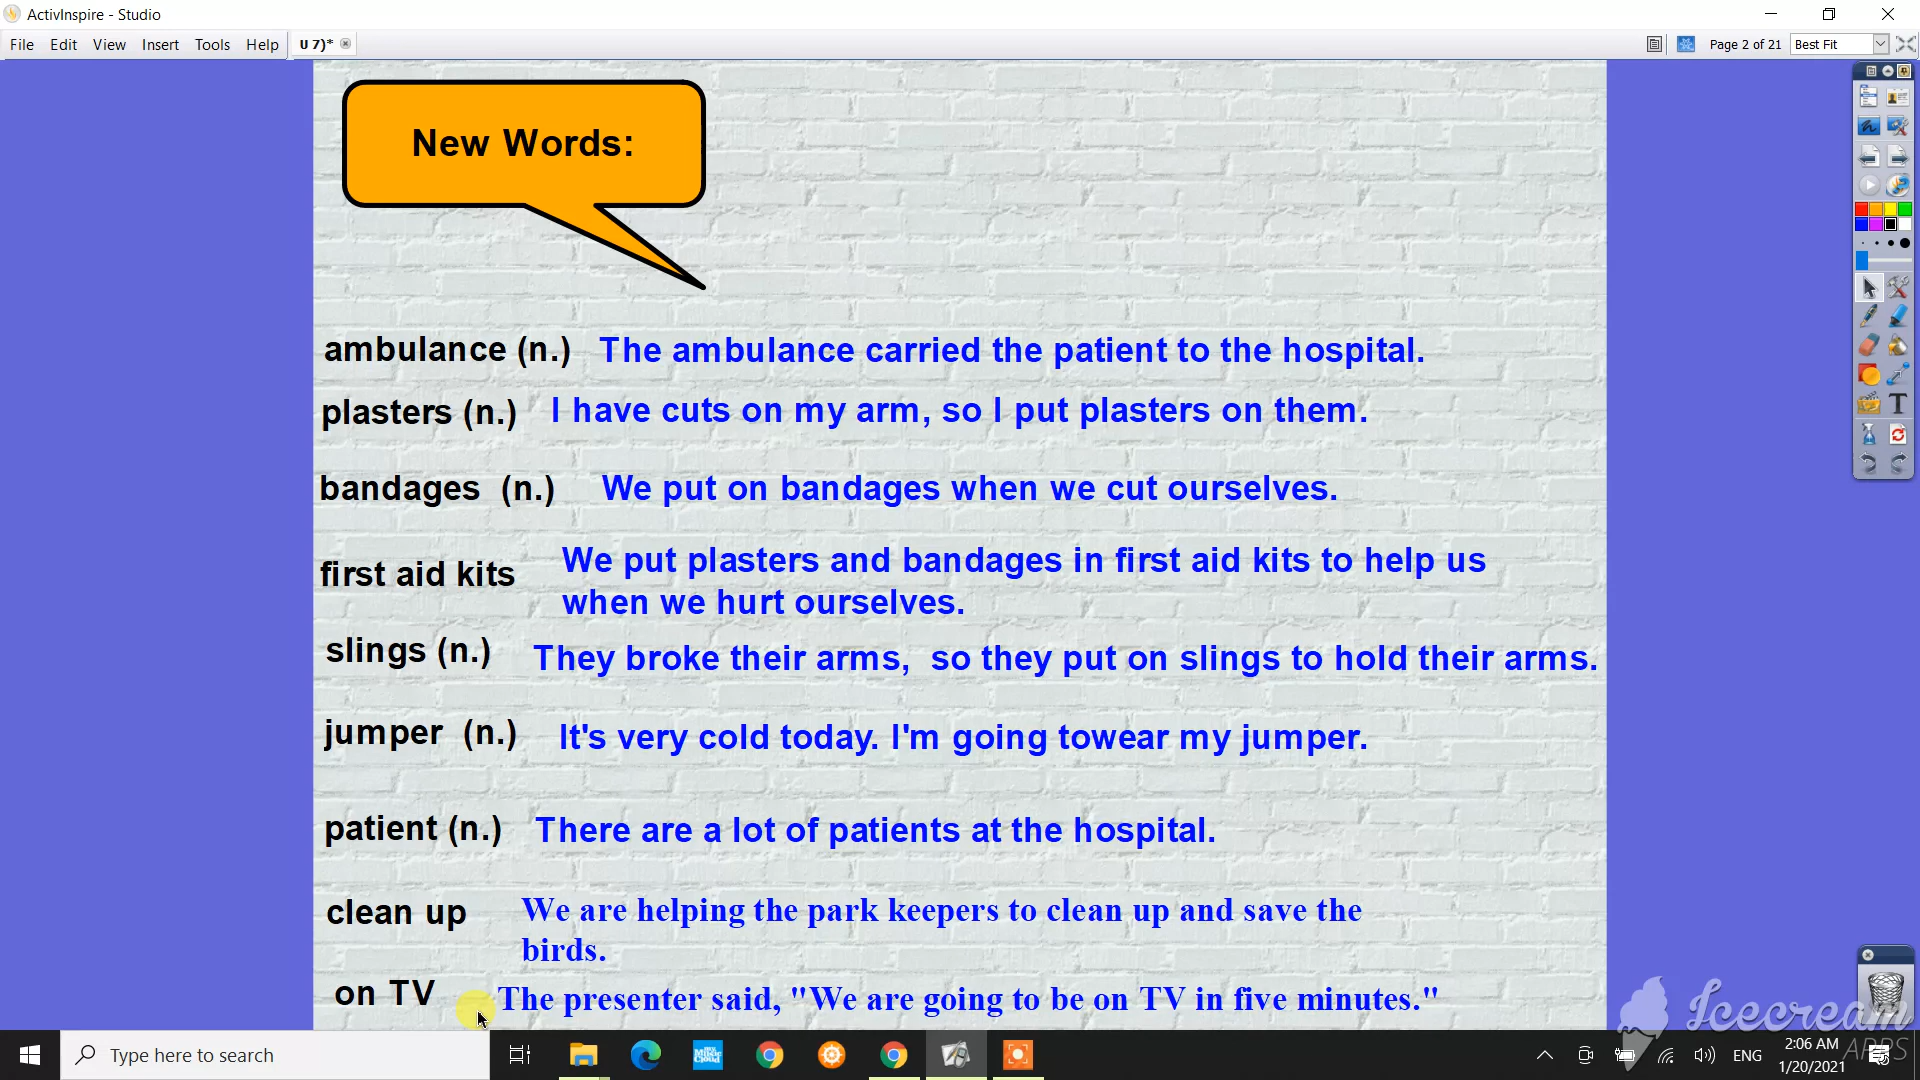 ActivInspire - Studio
File Edit View Insert Tools Help U 7)* Page 2 of 21 Best Fit
New Words:
ambulance (n.) The ambulance carried the patient to the hospital.
plasters (n.) I have cuts on my arm, so I put plasters on them.
bandages (n.) We put on bandages when we cut ourselves.
first aid kits We put plasters and bandages in first aid kits to help us
when we hurt ourselves.
slings (n.) They broke their arms, so they put on slings to hold their arms.
jumper (n.) It's very cold today. I'm going towear my jumper.
patient (n.) There are a lot of patients at the hospital.
clean up We are helping the park keepers to clean up and save the
birds.
on TV The presenter said, "We are going to be on TV in five minutes."
Icecream
APPS
Type here to search ENG 2:06 AM
1/20/2021